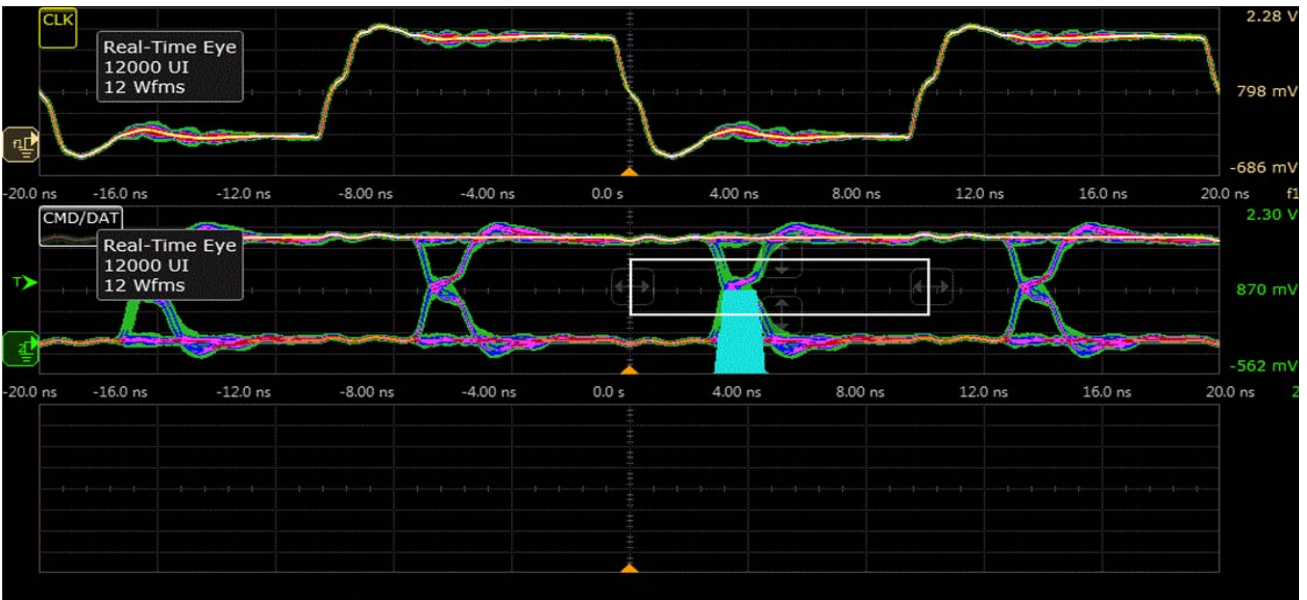 CLK
2.28 V
Real-Time Eye
12000 UI
12 Wfms
798 mV
f1
-686 mV
-20.0 ns -16.0 ns -12.0 ns -8.00 ns -4.00 ns 0.0 s 4.00 ns 8.00 ns 12.0 ns 16.0 ns 20.0 ns f1
CMD/DAT
2.30 V
Real-Time Eye
12000 UI
12 Wfms
T
870 mV
2
-562 mV
-20.0 ns -16.0 ns -12.0 ns -8.00 ns -4.00 ns 0.0 s 4.00 ns 8.00 ns 12.0 ns 16.0 ns 20.0 ns 2